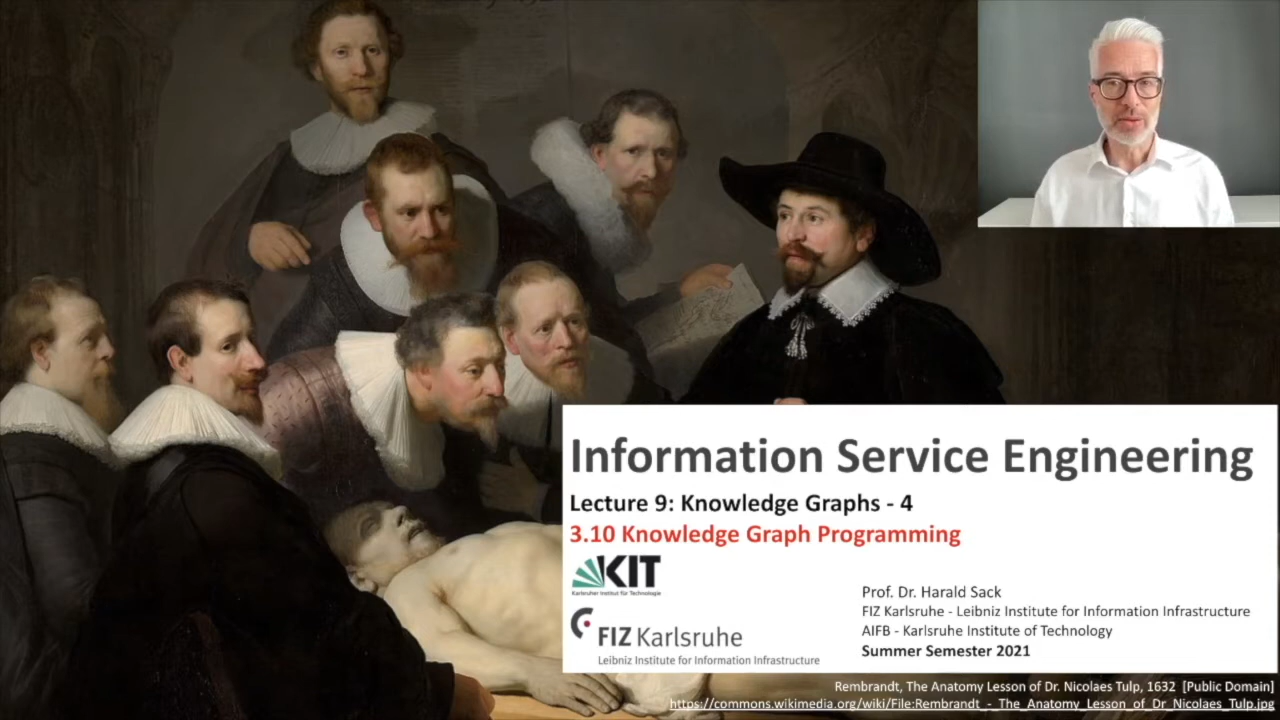 Information Service Engineering
Lecture 9: Knowledge Graphs - 4
3.10 Knowledge Graph Programming
KIT
Karlsruher Institut für Technologie
FIZ Karlsruhe
Leibniz Institute for Information Infrastructure
Prof. Dr. Harald Sack
FIZ Karlsruhe - Leibniz Institute for Information Infrastructure
AIFB - Karlsruhe Institute of Technology
Summer Semester 2021
Rembrandt, The Anatomy Lesson of Dr. Nicolaes Tulp, 1632 [Public Domain]
https://commons.wikimedia.org/wiki/File:Rembrandt_-_The_Anatomy_Lesson_of_Dr_Nicolaes_Tulp.jpg